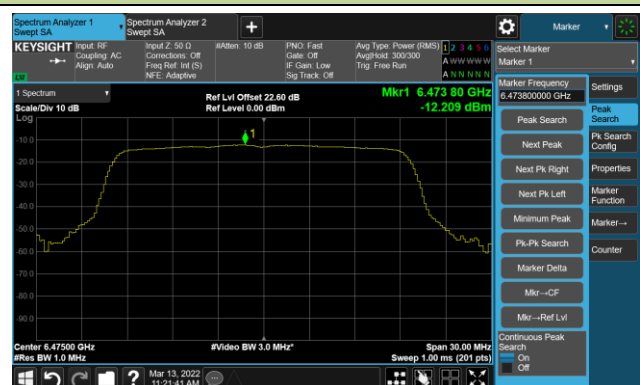 Spectrum Analyzer 1
Swept SA
Spectrum Analyzer 2
Swept SA
+
Marker
KEYSIGHT
Input: RF
Coupling: AC
Align: Auto
Input Z: 50 Ω
Corrections: Off
Freq Ref: Int (S)
NFE: Adaptive
#Atten: 10 dB
PNO: Fast
Gate: Off
IF Gain: Low
Sig Track: Off
Avg Type: Power (RMS)
Avg|Hold: 300/300
Trig: Free Run
1 2 3 4 5 6
A W W W W W
A N N N N N
Select Marker
Marker 1
LW
1 Spectrum
Scale/Div 10 dB
Log
Ref Lvl Offset 22.60 dB
Ref Level 0.00 dBm
Mkr1 6.473 80 GHz
-12.209 dBm
1
-10.0
-20.0
-30.0
-40.0
-50.0
-60.0
-70.0
-80.0
-90.0
Center 6.47500 GHz
#Res BW 1.0 MHz
#Video BW 3.0 MHz*
Span 30.00 MHz
Sweep 1.00 ms (201 pts)
Marker Frequency
6.473800000 GHz
Peak Search
Next Peak
Next Pk Right
Next Pk Left
Minimum Peak
Pk-Pk Search
Marker Delta
Mkr→CF
Mkr→Ref Lvl
Continuous Peak
Search
On
Off
Settings
Peak
Search
Pk Search
Config
Properties
Marker
Function
Marker→
Counter
?
Mar 13, 2022
11:21:41 AM